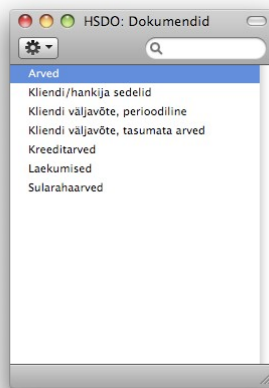 HSDO: Dokumendid
Arved
Kliendi/hankija sedelid
Kliendi väljavõte, perioodiline
Kliendi väljavõte, tasumata arved
Kreeditarved
Laekumised
Sularahaarved